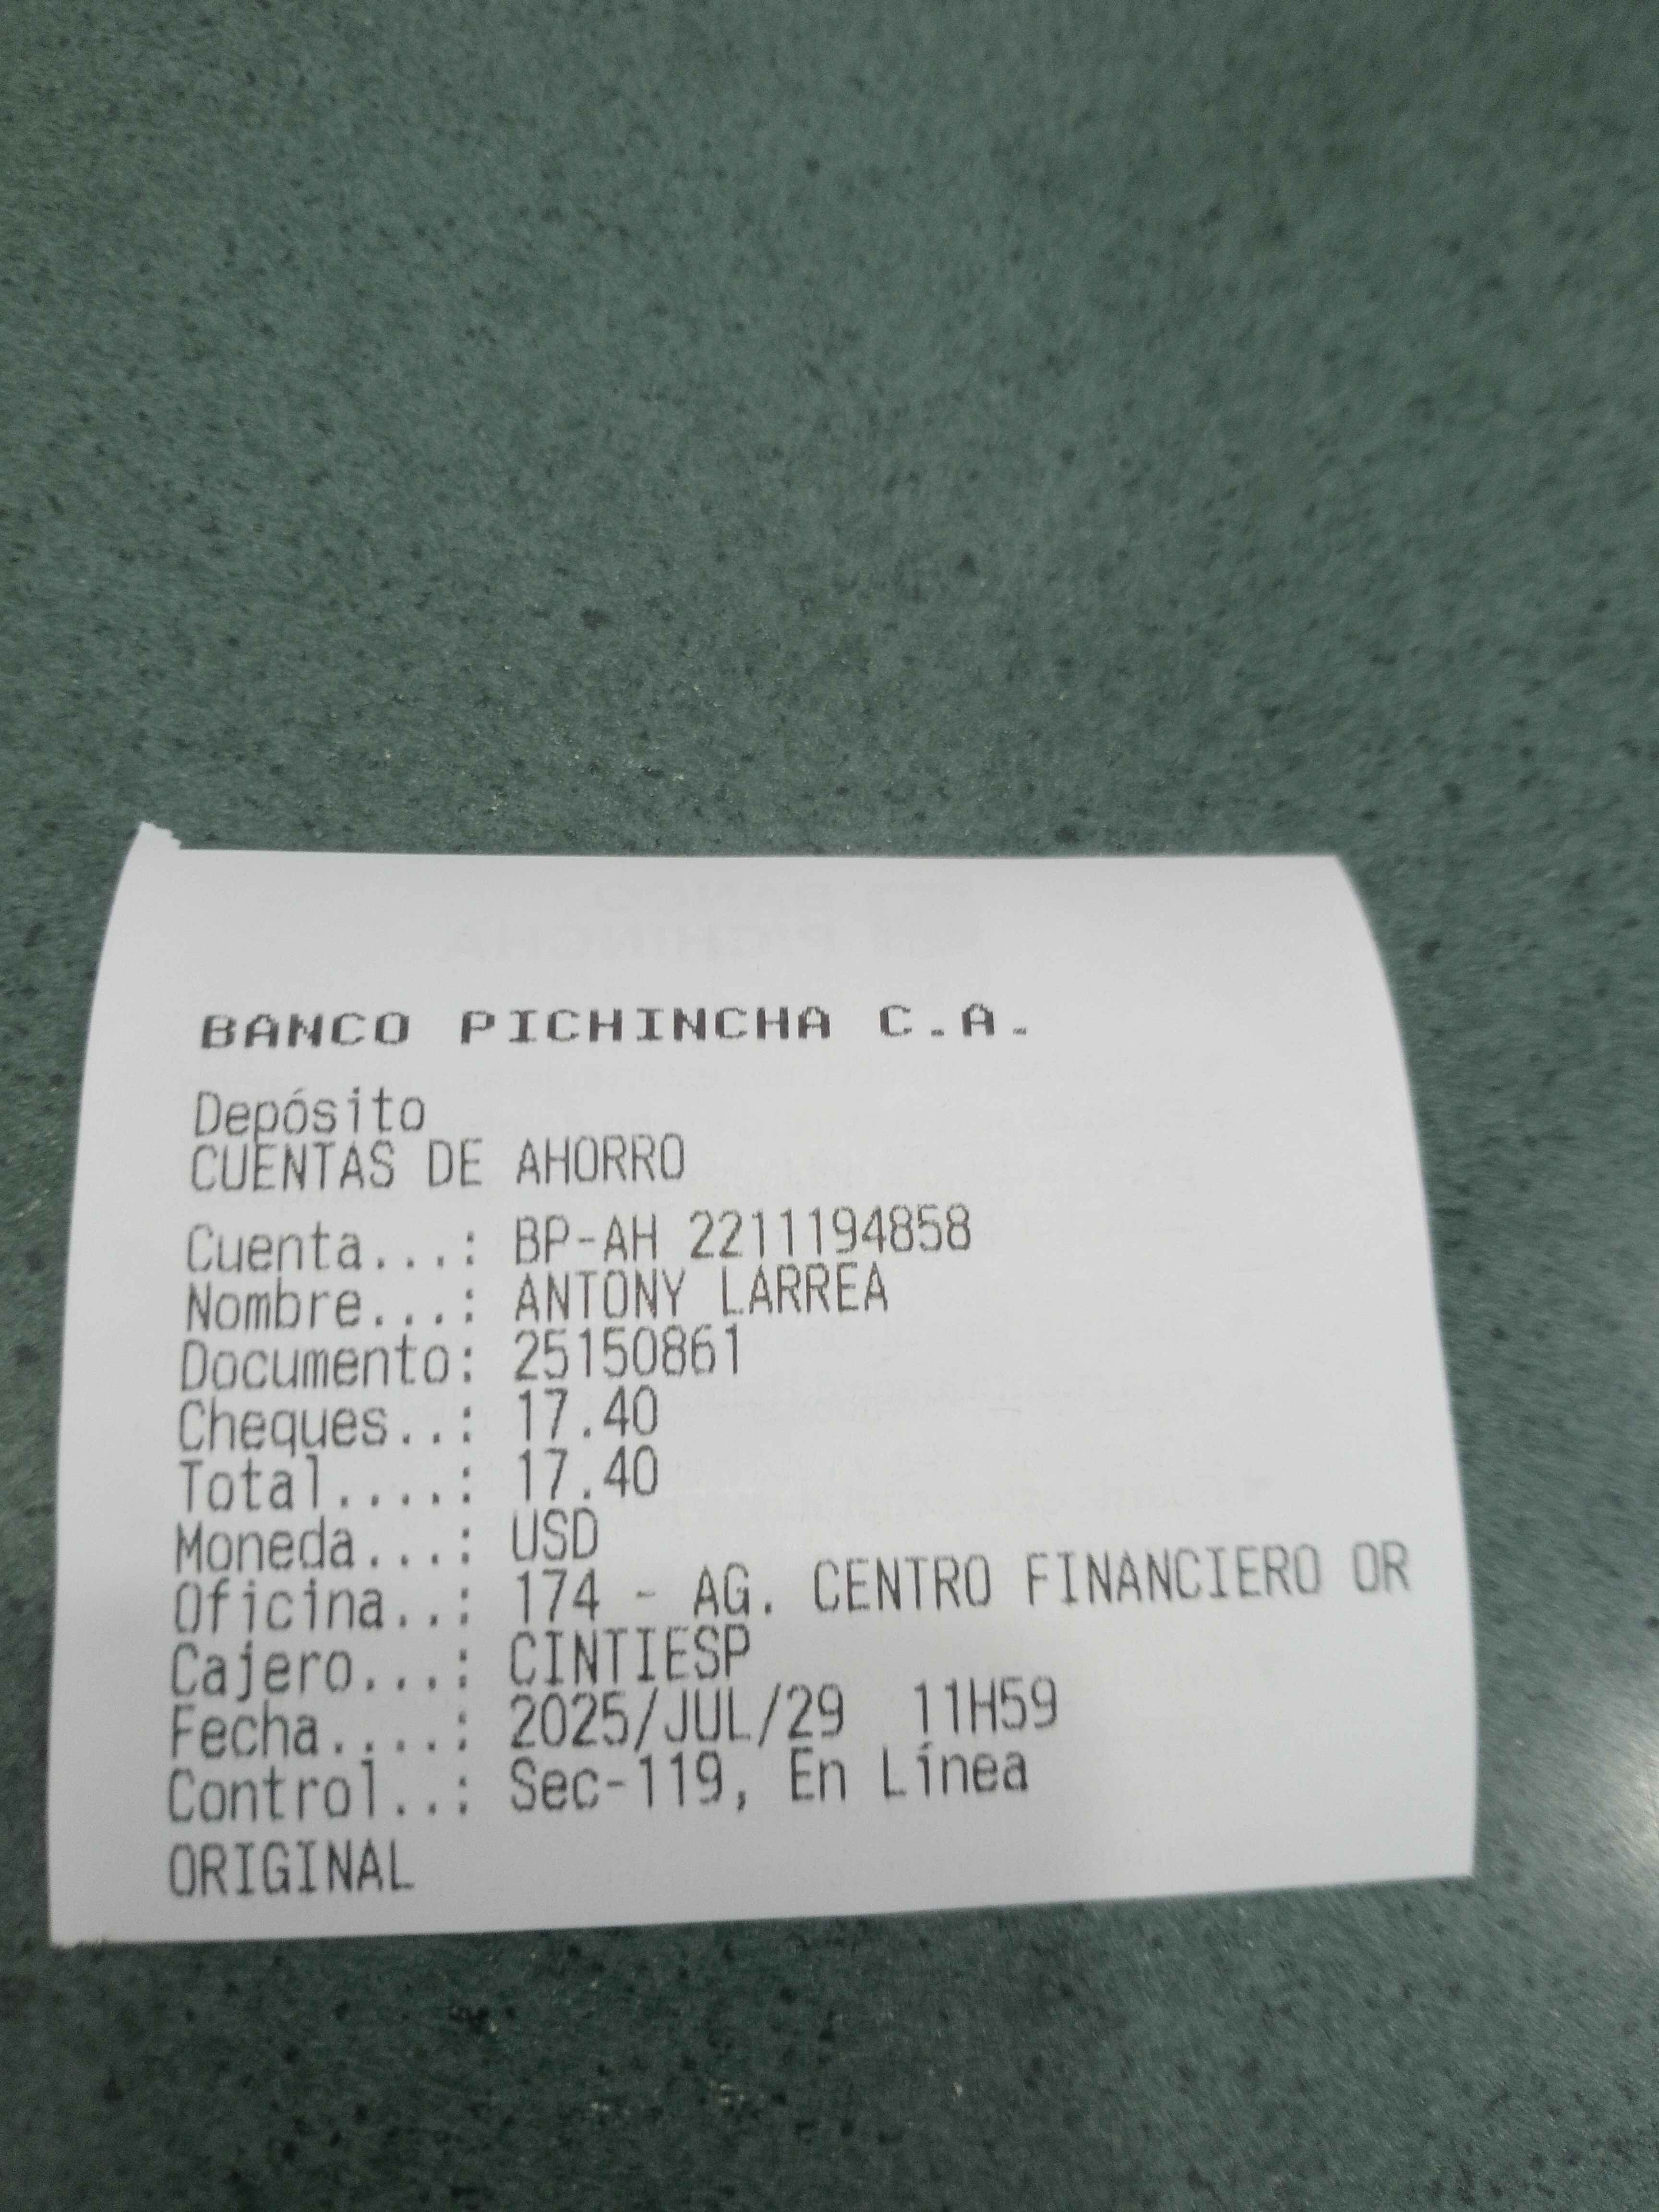 BANCO PICHINCHA C.A.
Depósito
CUENTAS DE AHORRO
Cuenta...: BP-AH 2211194858
Nombre...: ANTONY LARREA
Documento: 25150861
Cheques..: 17.40
Total....: 17.40
Moneda...: USD
Oficina..: 174 - AG. CENTRO FINANCIERO OR
Cajero...: CINTIESP
Fecha....: 2025/JUL/29  11H59
Control..: Sec-119, En Línea
ORIGINAL